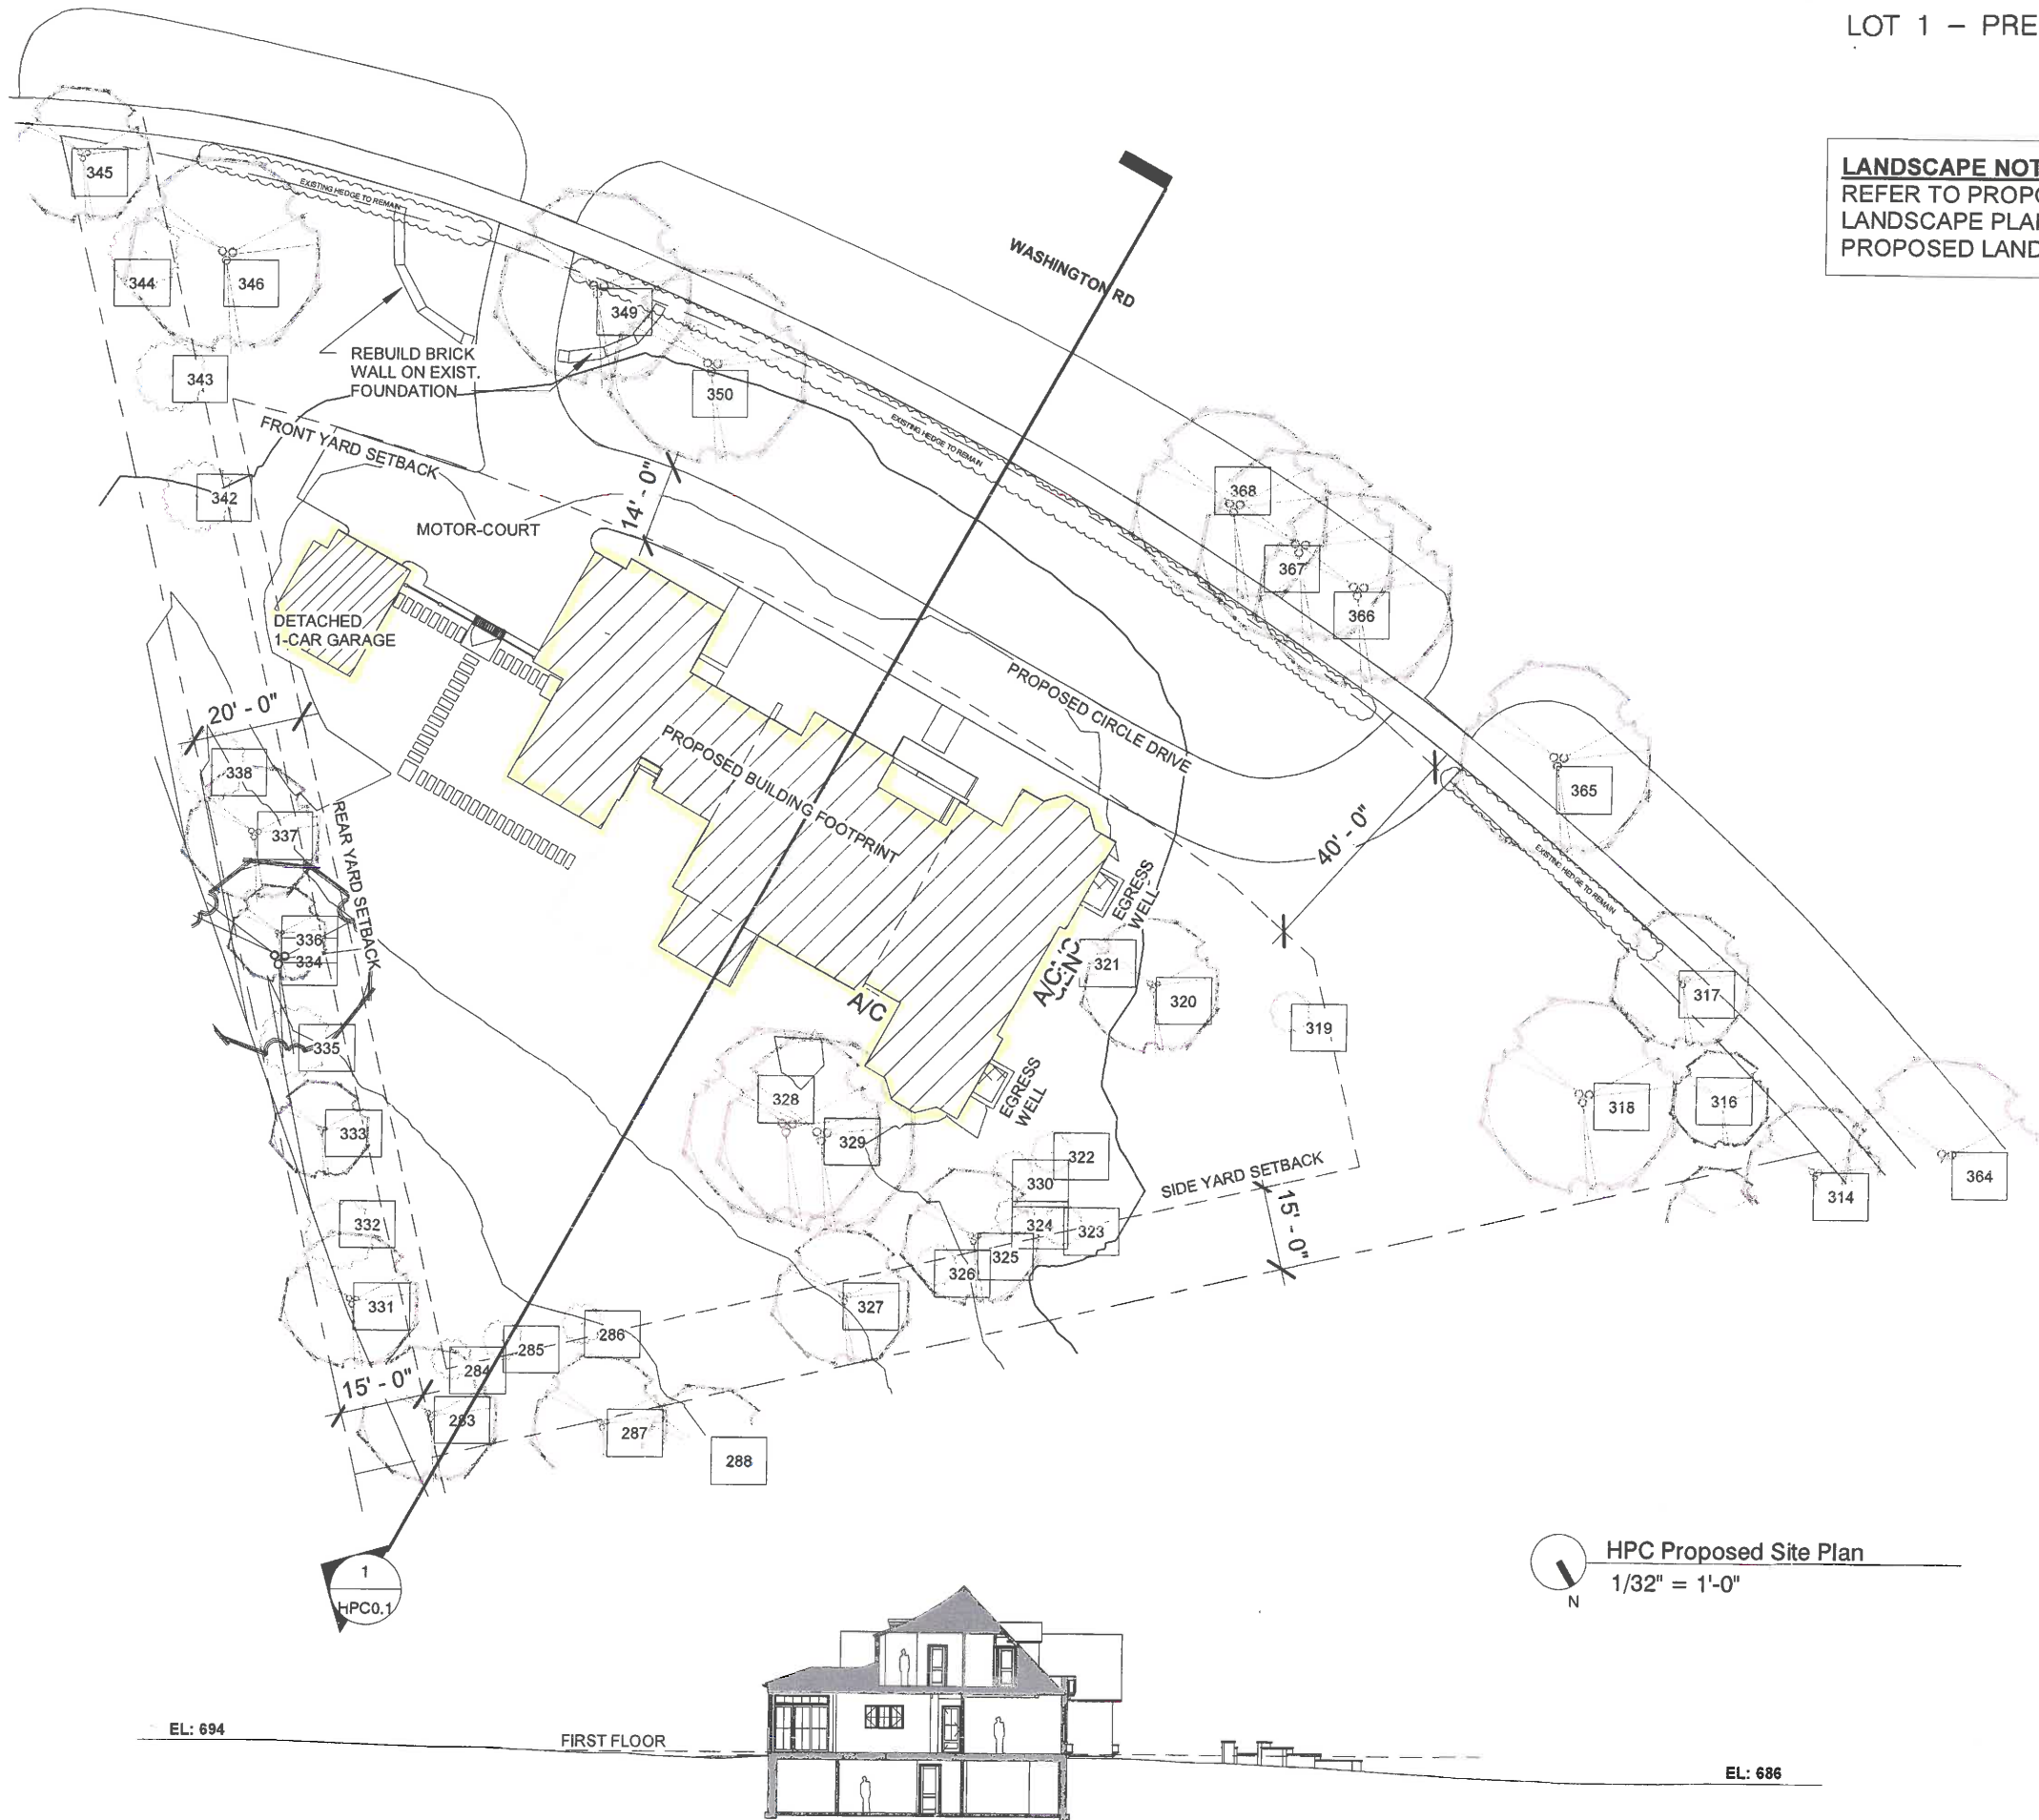 LOT 1 - PRE
LANDSCAPE NOT
REFER TO PROPO
LANDSCAPE PLA
PROPOSED LAND
345
EXISTING HEDGE TO REMAIN
344
346
WASHINGTON RD
349
REBUILD BRICK
WALL ON EXIST.
FOUNDATION
343
350
FRONT YARD SETBACK
EXISTING HEDGE TO REMAIN
342
14' - 0"
368
MOTOR-COURT
367
366
DETACHED
1-CAR GARAGE
PROPOSED CIRCLE DRIVE
20' - 0"
338
PROPOSED BUILDING FOOTPRINT
365
337
REAR YARD SETBACK
40' - 0"
EXISTING HEDGE TO REMAIN
EGRESS
WELL
336
334
321
A/C
317
320
A/C
319
335
EGRESS
WELL
328
318
316
329
333
322
330
SIDE YARD SETBACK
364
314
332
324
323
15' - 0"
325
326
331
327
286
285
284
15' - 0"
283
287
288
HPC Proposed Site Plan
1/32" = 1'-0"
N
1
HPC0.1
EL: 694
FIRST FLOOR
EL: 686